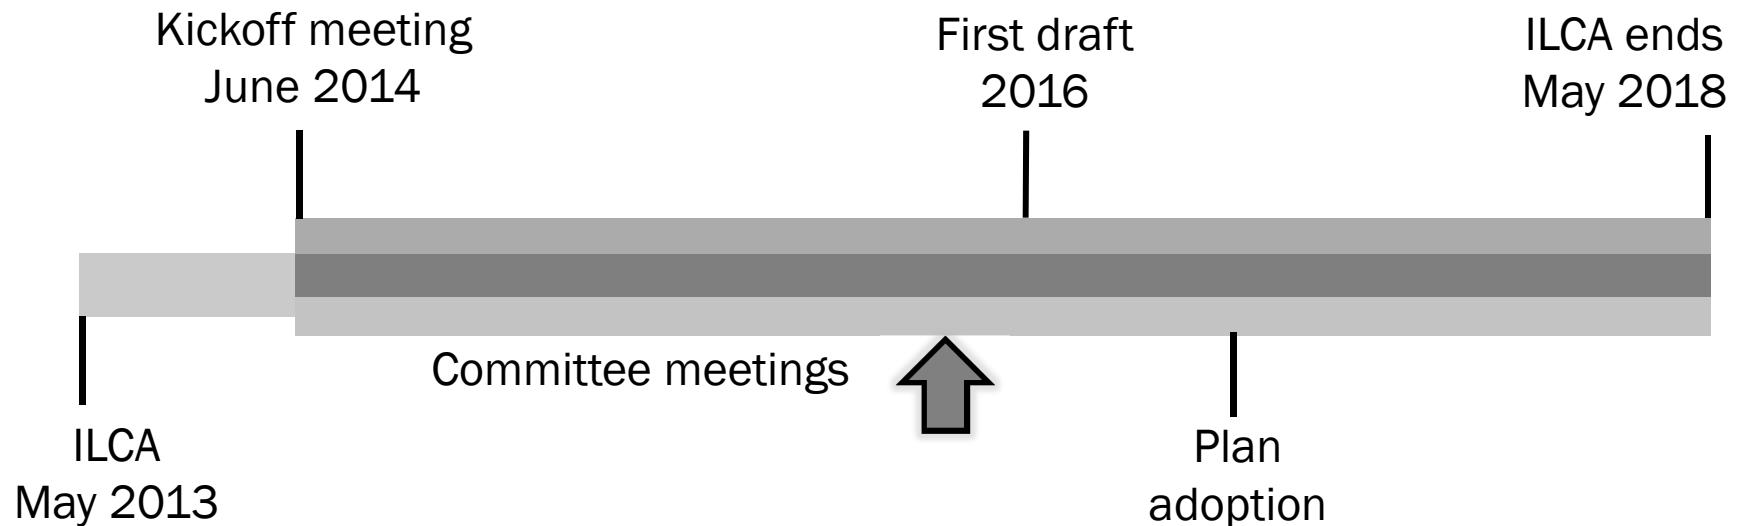 Kickoff meeting
June 2014
First draft
2016
ILCA ends
May 2018
Committee meetings
ILCA
May 2013
Plan
adoption